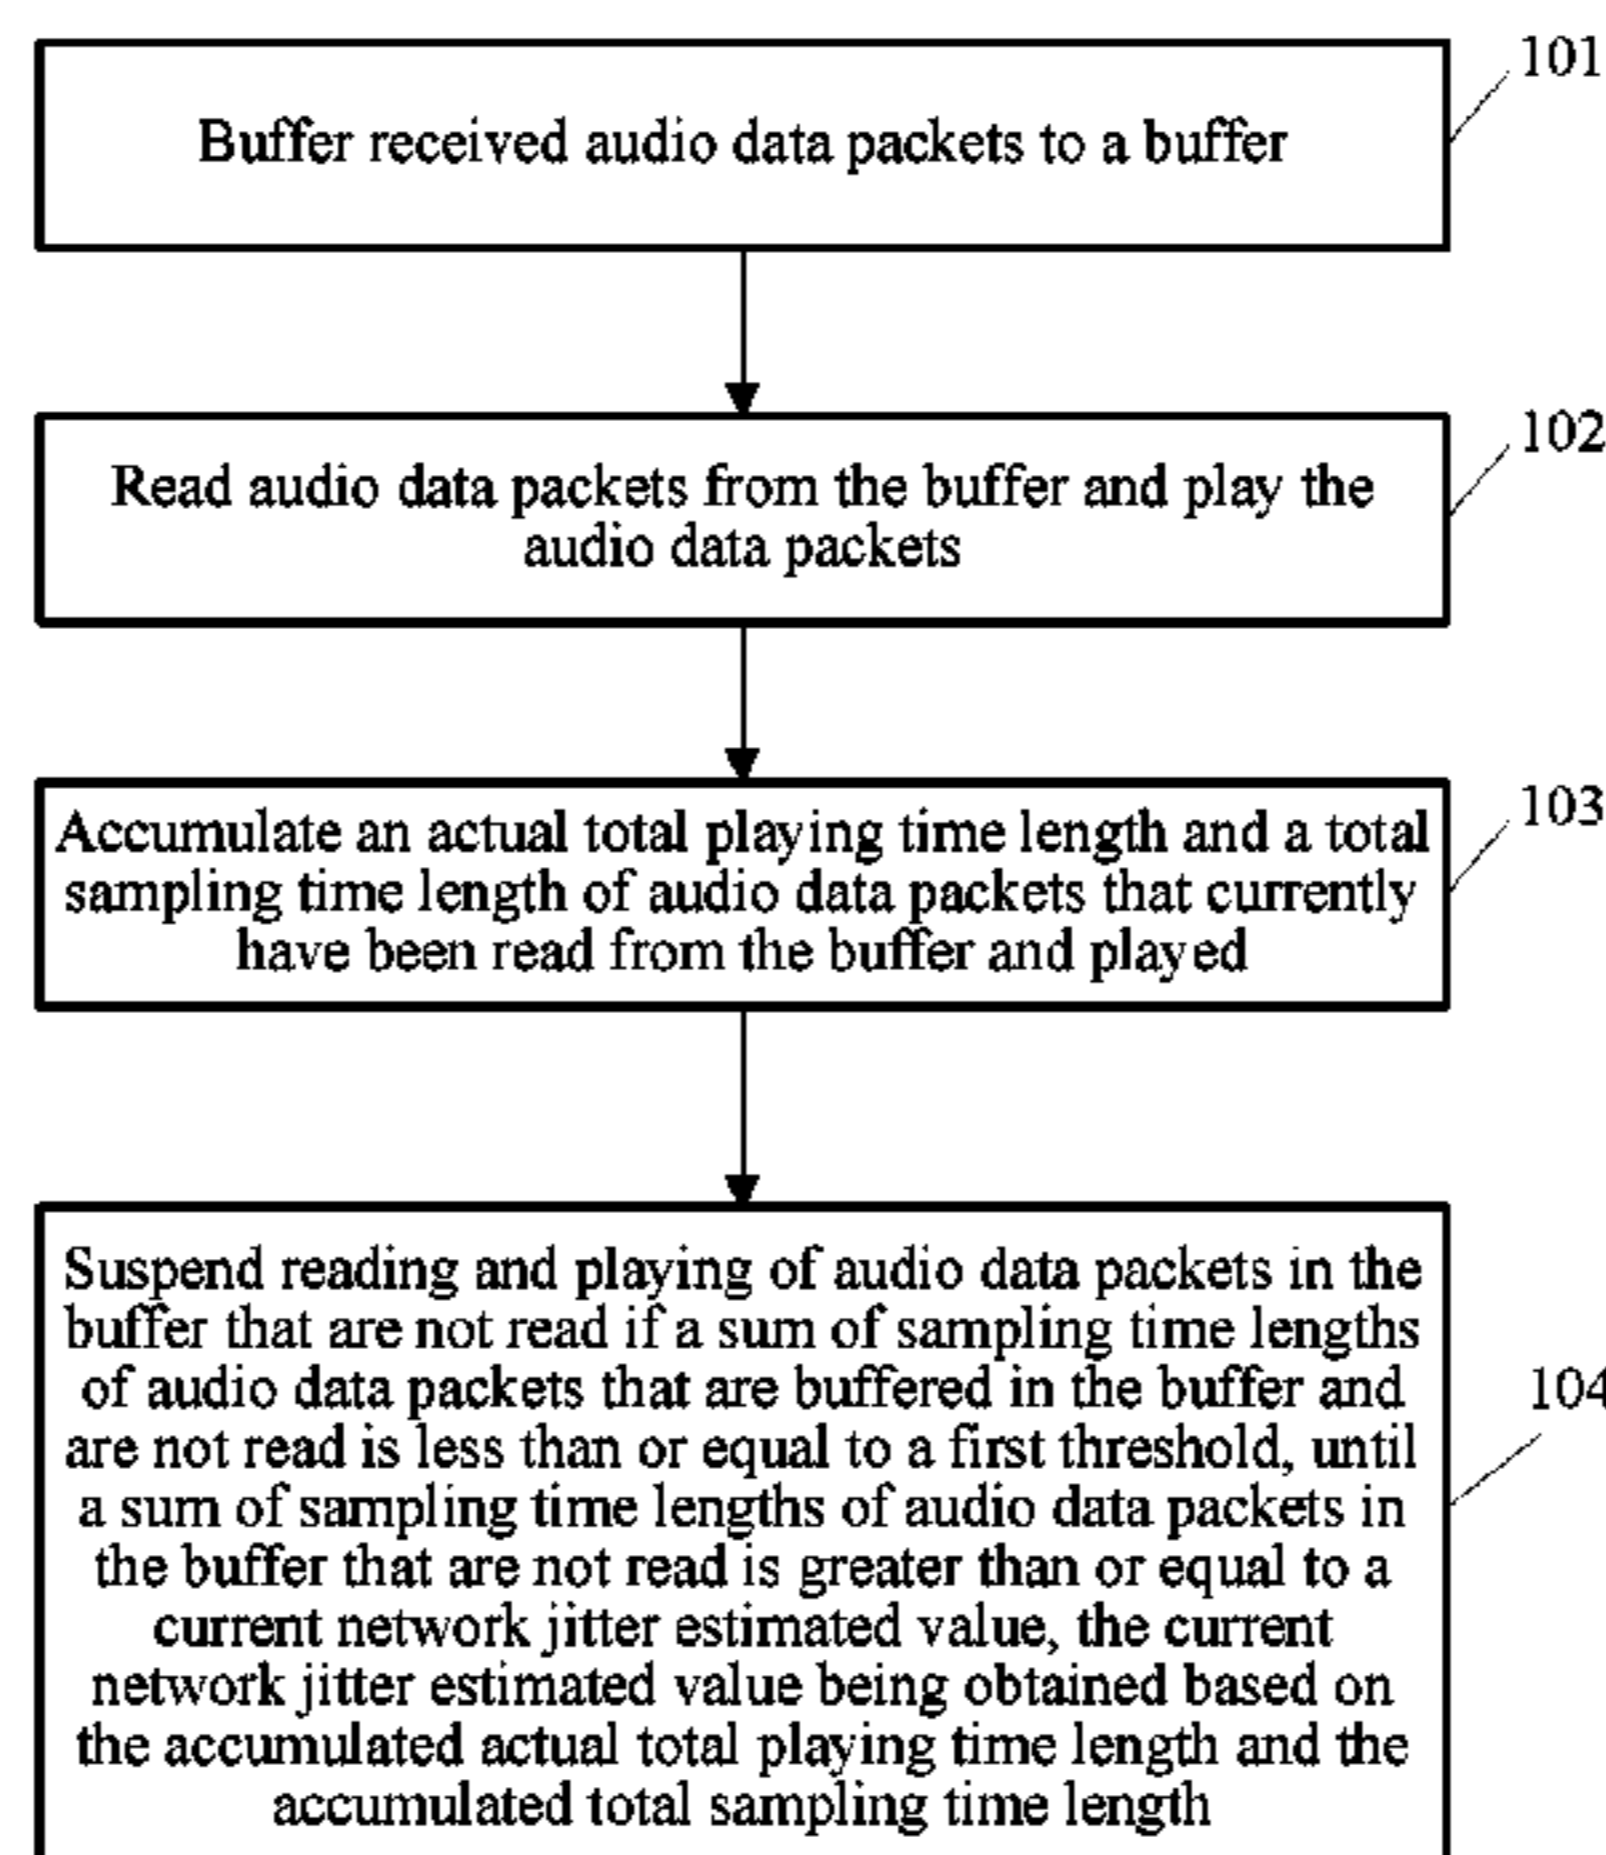 101
Buffer received audio data packets to a buffer
102
Read audio data packets from the buffer and play the
audio data packets
103
Accumulate an actual total playing time length and a total
sampling time length of audio data packets that currently
have been read from the buffer and played
104
Suspend reading and playing of audio data packets in the
buffer that are not read if a sum of sampling time lengths
of audio data packets that are buffered in the buffer and
are not read is less than or equal to a first threshold, until
a sum of sampling time lengths of audio data packets in
the buffer that are not read is greater than or equal to a
current network jitter estimated value, the current
network jitter estimated value being obtained based on
the accumulated actual total playing time length and the
accumulated total sampling time length